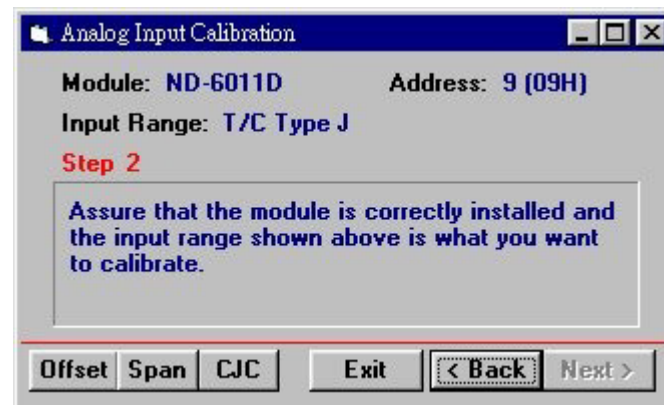 Analog Input Calibration
Module: ND-6011D Address: 9 (09H)
Input Range: T/C Type J
Step 2
Assure that the module is correctly installed and
the input range shown above is what you want
to calibrate.
Offset Span CJC Exit < Back Next >